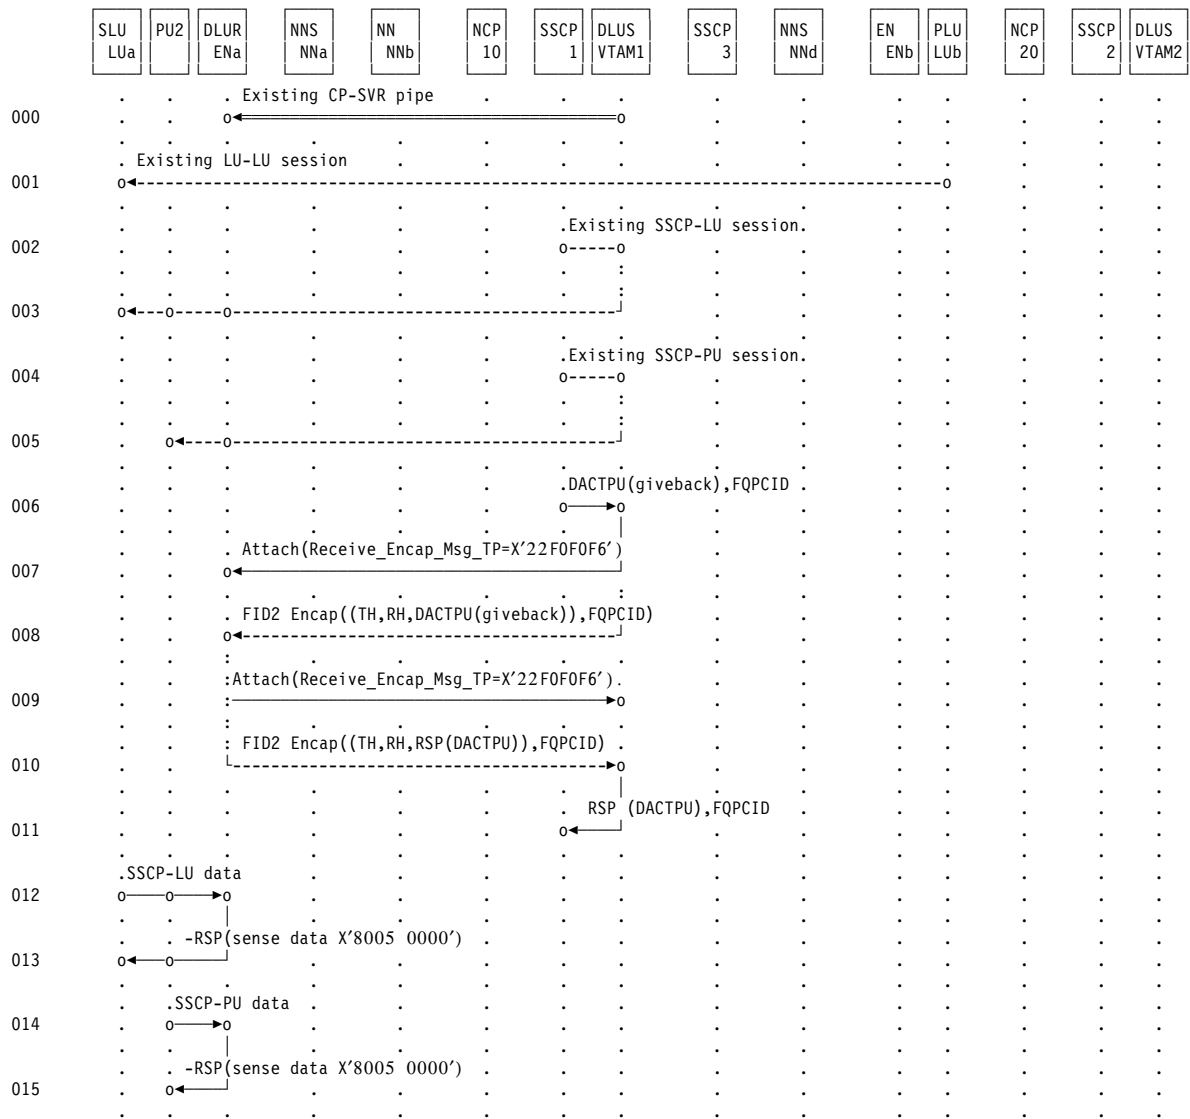 SLU PU2 DLUR NNS NN NCP SSCP DLUS SSCP NNS EN PLU NCP SSCP DLUS
LUa ENa NNa NNb 10 1 VTAM1 3 NNd ENb LUb 20 2 VTAM2
Existing CP-SVR pipe
000
Existing LU-LU session
001
Existing SSCP-LU session
002
003
Existing SSCP-PU session
004
005
DACTPU(giveback),FQPCID
006
Attach(Receive_Encap_Msg_TP=X'22F0F0F6')
007
FID2 Encap((TH,RH,DACTPU(giveback)),FQPCID)
008
Attach(Receive_Encap_Msg_TP=X'22F0F0F6')
009
FID2 Encap((TH,RH,RSP(DACTPU)),FQPCID)
010
RSP (DACTPU),FQPCID
011
SSCP-LU data
012
-RSP(sense data X'8005 0000')
013
SSCP-PU data
014
-RSP(sense data X'8005 0000')
015